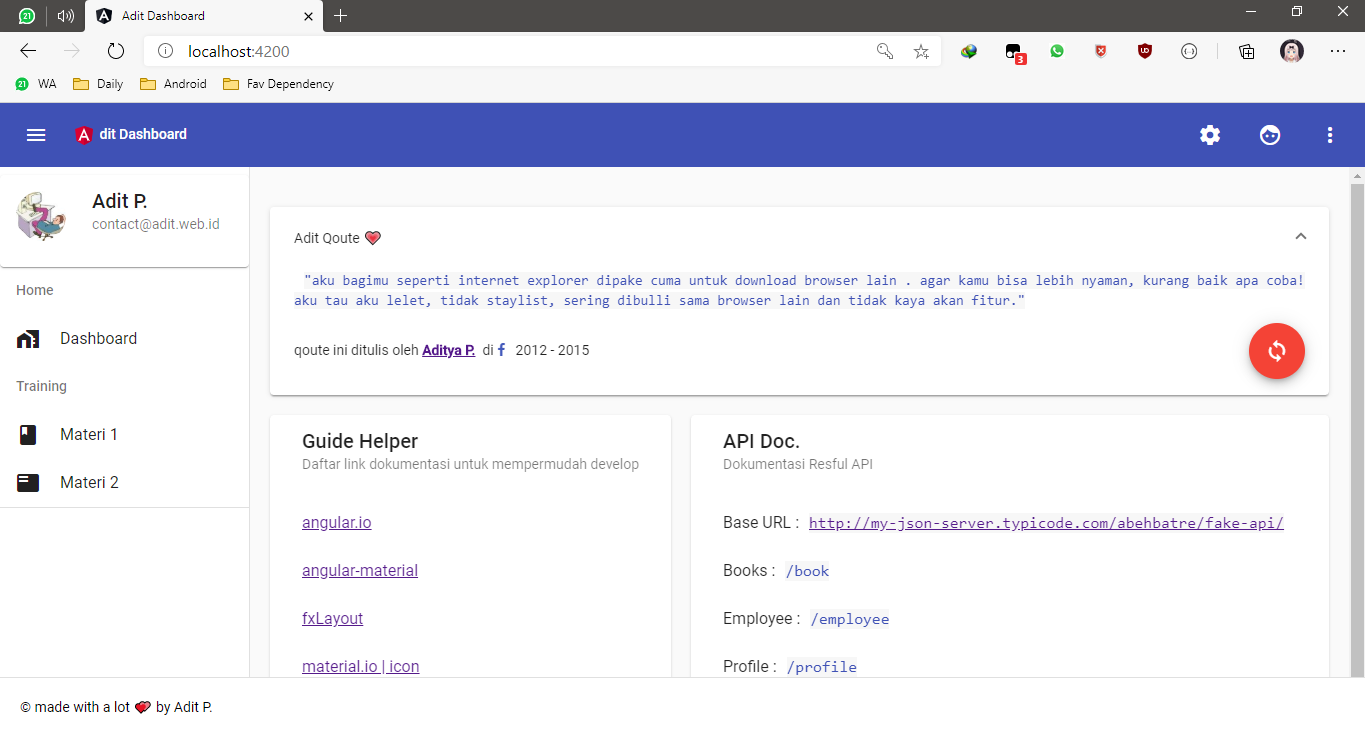 21
Adit Dashboard
localhost:4200
3
21 WA Daily Android Fav Dependency
A dit Dashboard
Adit P.
contact@adit.web.id
Home
Dashboard
Training
Materi 1
Materi 2
Adit Qoute
"aku bagimu seperti internet explorer dipake cuma untuk download browser lain . agar kamu bisa lebih nyaman, kurang baik apa coba!
aku tau aku lelet, tidak staylist, sering dibulli sama browser lain dan tidak kaya akan fitur."
qoute ini ditulis oleh Aditya P. di f 2012 - 2015
Guide Helper
Daftar link dokumentasi untuk mempermudah develop
angular.io
angular-material
fxLayout
material.io | icon
API Doc.
Dokumentasi Resful API
Base URL : http://my-json-server.typicode.com/abehbatre/fake-api/
Books : /book
Employee : /employee
Profile : /profile
© made with a lot 💘 by Adit P.